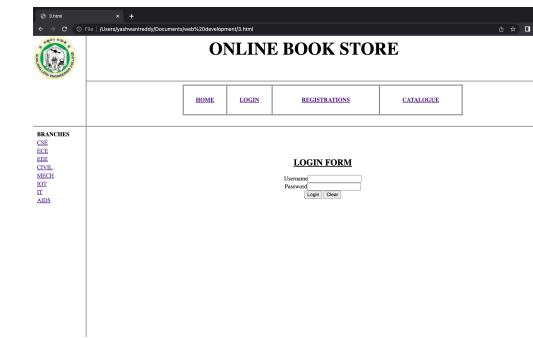 3.html
File /Users/yashwantreddy/Documents/web%20development/3.html
ONLINE BOOK STORE
HOME LOGIN REGISTRATIONS CATALOGUE
BRANCHES
CSE
ECE
EEE
CIVIL
MECH
IOT
IT
AIDS
LOGIN FORM
Username
Password
Login Clear